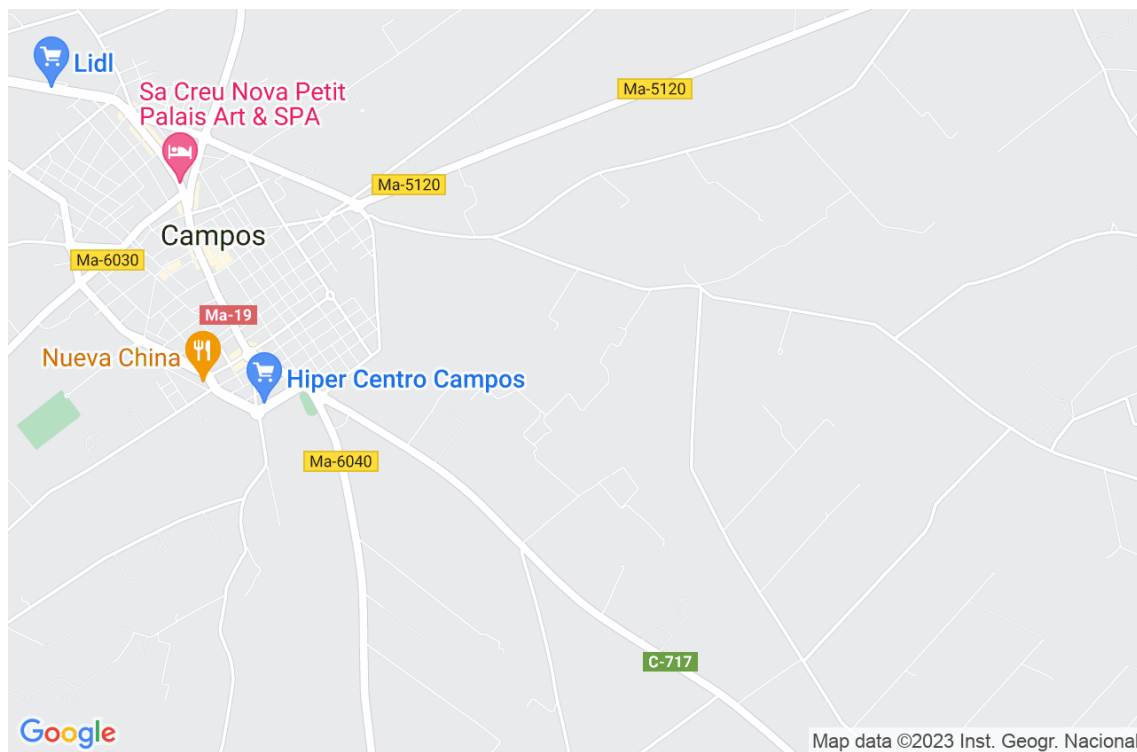 Lidl
Sa Creu Nova Petit
Palais Art & SPA
Ma-5120
Ma-5120
Campos
Ma-6030
Ma-19
Nueva China
Hiper Centro Campos
Ma-6040
C-717
Google
Map data ©2023 Inst. Geogr. Nacional